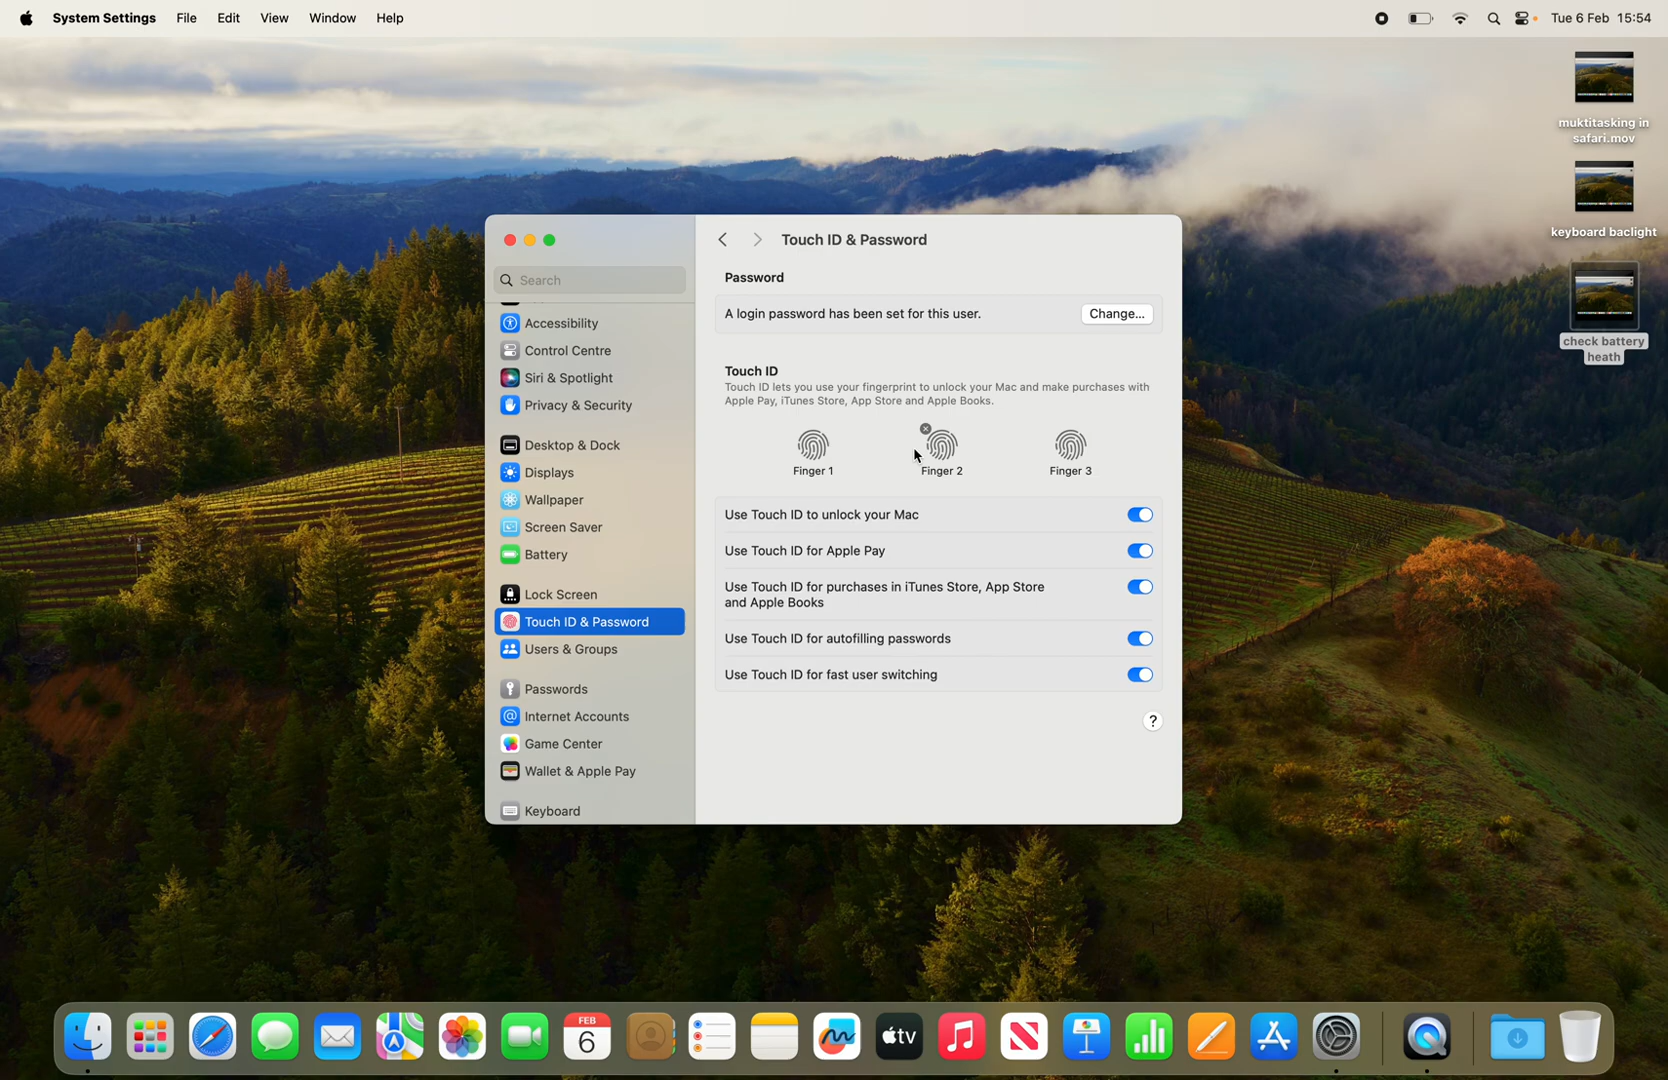 System Settings File Edit View Window Help Tue 6 Feb 15:54
muktitasking in
safari.mov
keyboard baclight
check battery
heath
Search
Accessibility
Control Centre
Siri & Spotlight
Privacy & Security
Desktop & Dock
Displays
Wallpaper
Screen Saver
Battery
Lock Screen
Touch ID & Password
Users & Groups
Passwords
Internet Accounts
Game Center
Wallet & Apple Pay
Keyboard
Touch ID & Password
Password
A login password has been set for this user. Change...
Touch ID
Touch ID lets you use your fingerprint to unlock your Mac and make purchases with
Apple Pay, iTunes Store, App Store and Apple Books.
Finger 1 Finger 2 Finger 3
Use Touch ID to unlock your Mac
Use Touch ID for Apple Pay
Use Touch ID for purchases in iTunes Store, App Store
and Apple Books
Use Touch ID for autofilling passwords
Use Touch ID for fast user switching
?
FEB
6
tv